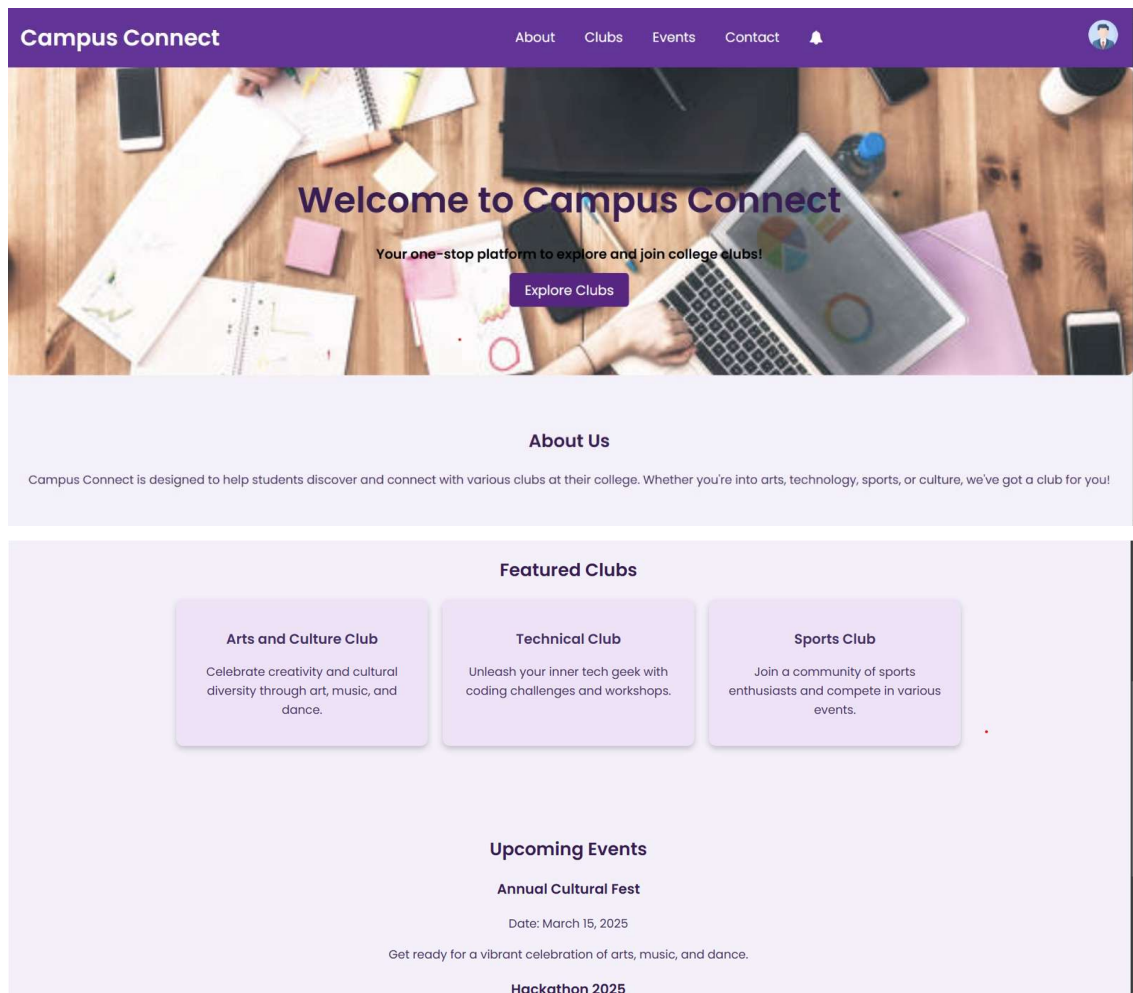 Campus Connect
About Clubs Events Contact
Welcome to Campus Connect
Your one-stop platform to explore and join college clubs!
Explore Clubs
About Us
Campus Connect is designed to help students discover and connect with various clubs at their college. Whether you're into arts, technology, sports, or culture, we've got a club for you!
Featured Clubs
Arts and Culture Club
Celebrate creativity and cultural
diversity through art, music, and
dance.
Technical Club
Unleash your inner tech geek with
coding challenges and workshops.
Sports Club
Join a community of sports
enthusiasts and compete in various
events.
Upcoming Events
Annual Cultural Fest
Date: March 15, 2025
Get ready for a vibrant celebration of arts, music, and dance.
Hackathon 2025